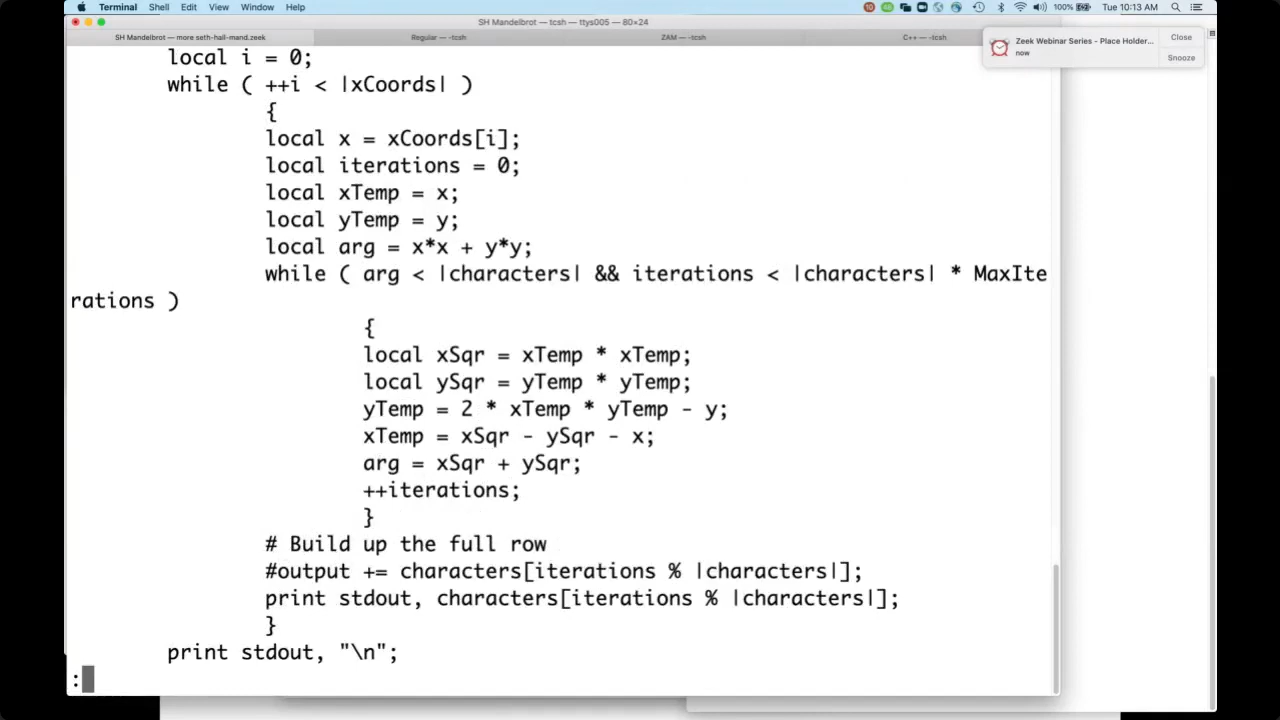 Terminal Shell Edit View Window Help
100% Tue 10:13 AM
SH Mandelbrot — tcsh — ttys005 — 80×24
SH Mandelbrot — more seth-hall-mand.zeek Regular — -tcsh ZAM — -tcsh C++ — -tcsh
Zeek Webinar Series - Place Holder...
now
Close
Snooze
local i = 0;
while ( ++i < |xCoords| )
{
local x = xCoords[i];
local iterations = 0;
local xTemp = x;
local yTemp = y;
local arg = x*x + y*y;
while ( arg < |characters| && iterations < |characters| * MaxIte
rations )
{
local xSqr = xTemp * xTemp;
local ySqr = yTemp * yTemp;
yTemp = 2 * xTemp * yTemp - y;
xTemp = xSqr - ySqr - x;
arg = xSqr + ySqr;
++iterations;
}
# Build up the full row
#output += characters[iterations % |characters|];
print stdout, characters[iterations % |characters|];
}
print stdout, "\n";
: